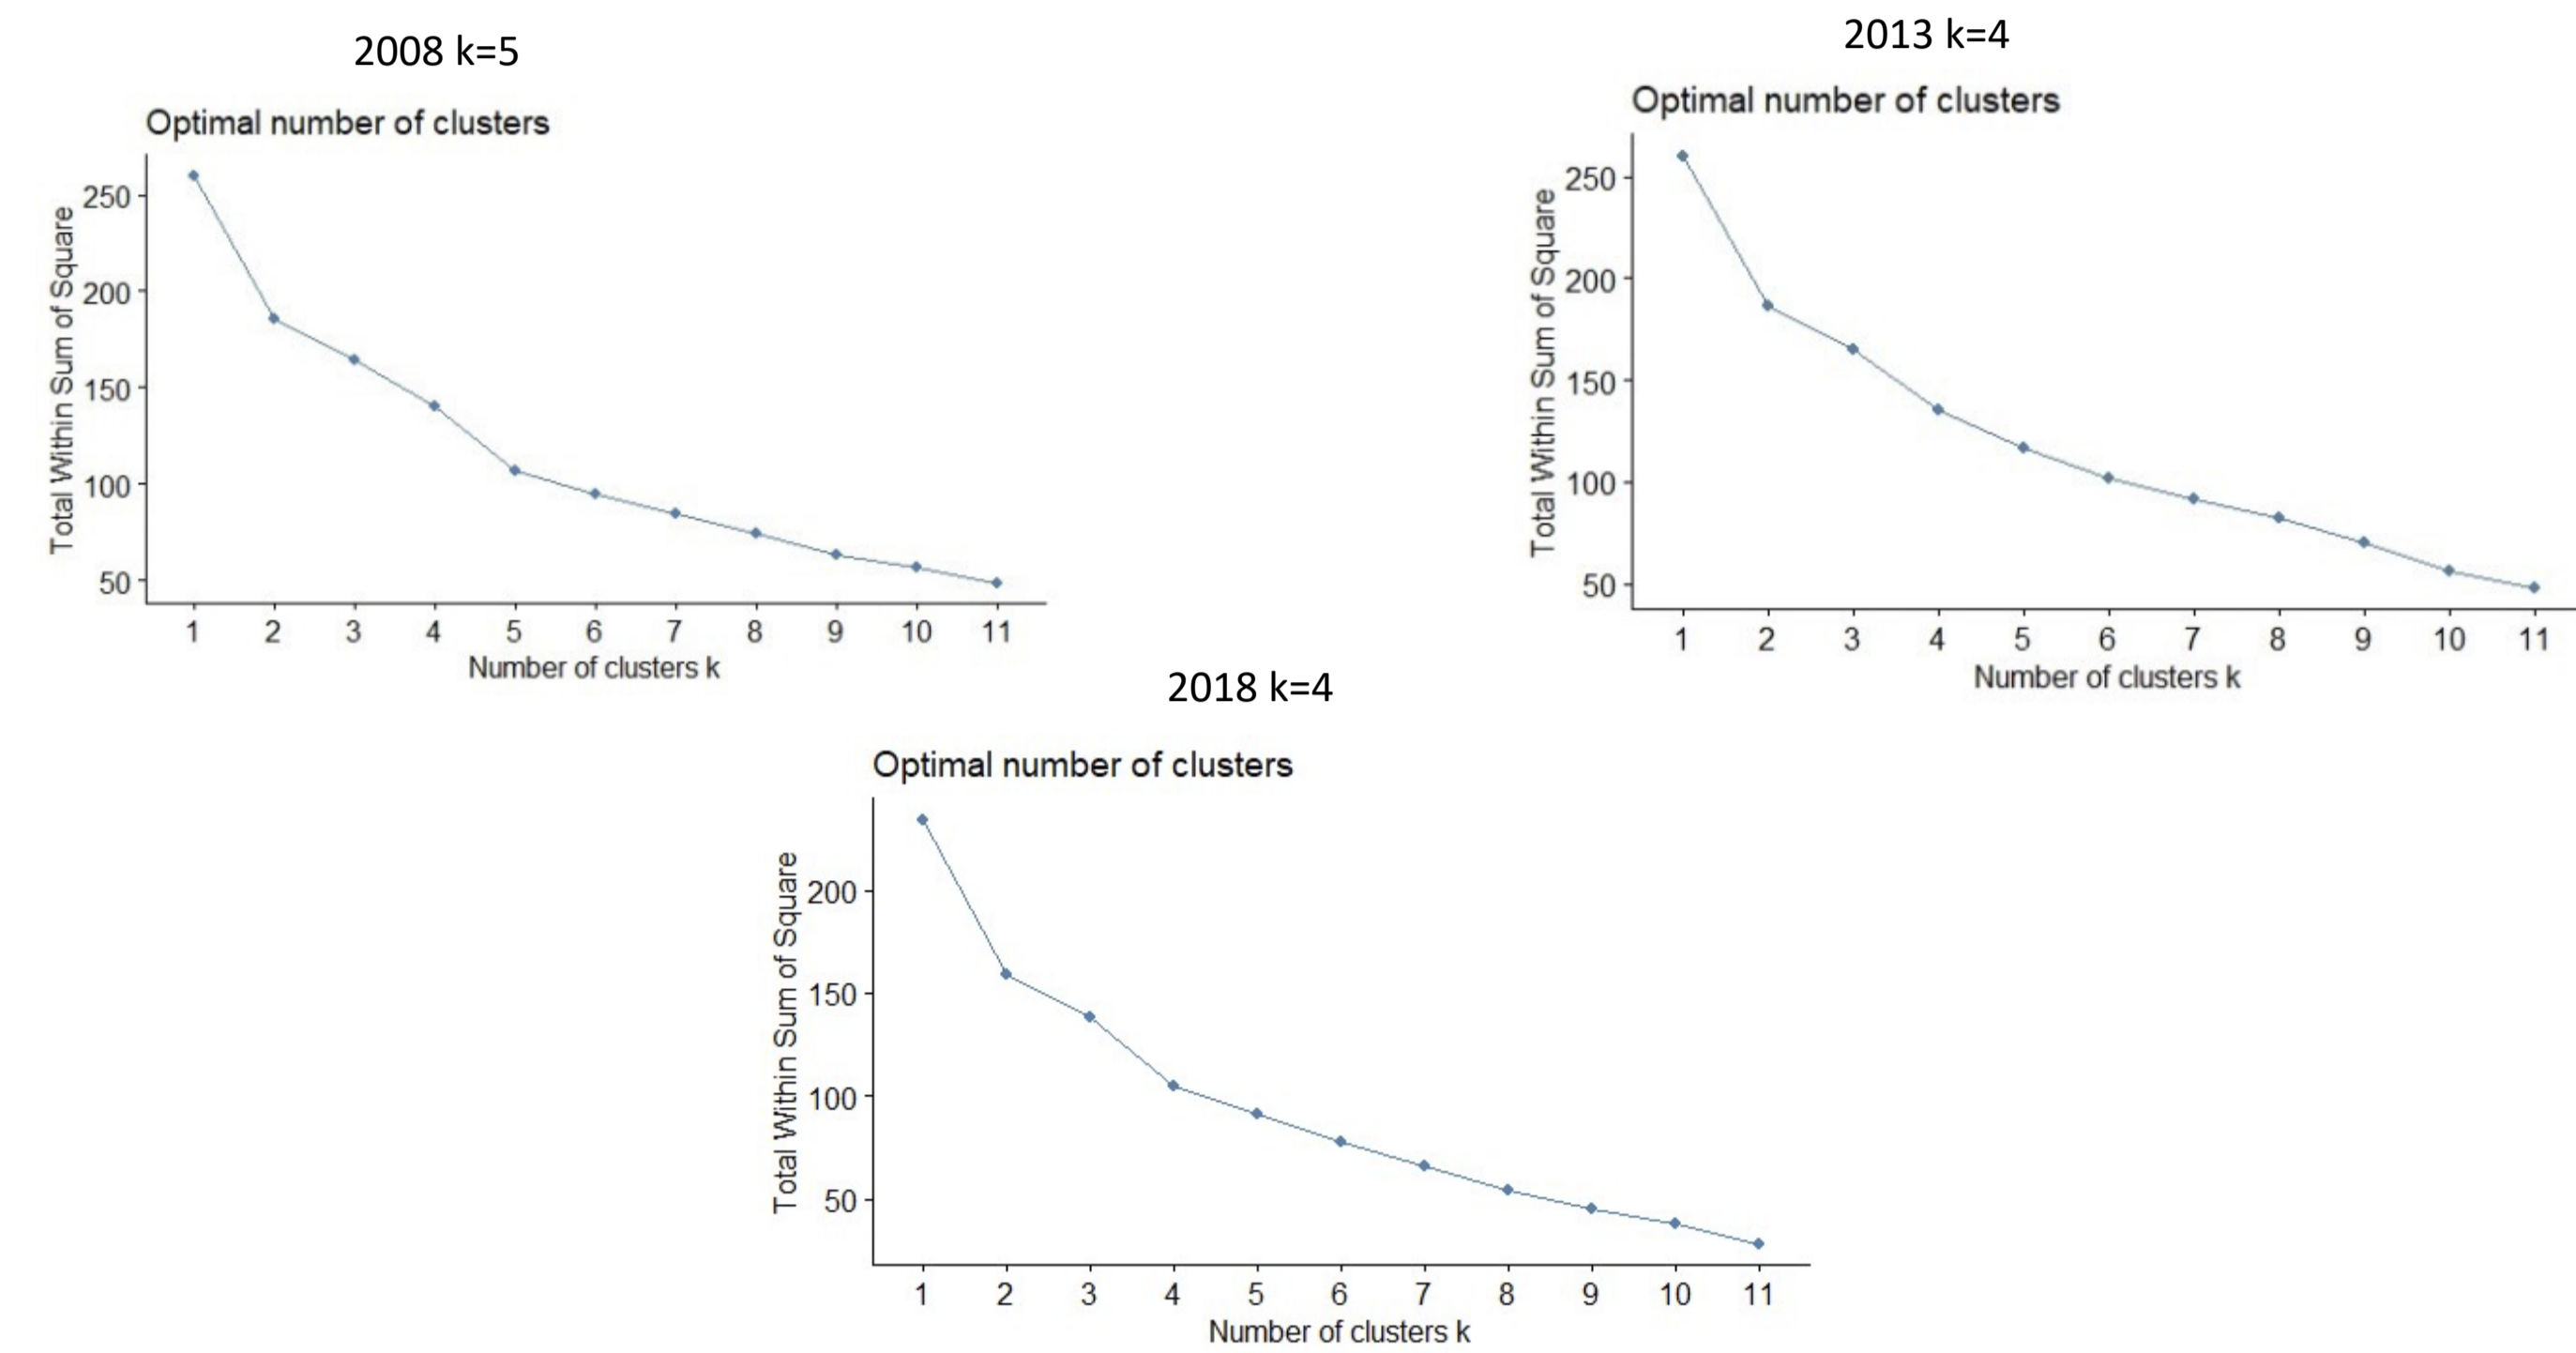 2008 k=5
Optimal number of clusters
Total Within Sum of Square
250
200
150
100
50
1 2 3 4 5 6 7 8 9 10 11
Number of clusters k
2013 k=4
Optimal number of clusters
Total Within Sum of Square
250
200
150
100
50
1 2 3 4 5 6 7 8 9 10 11
Number of clusters k
2018 k=4
Optimal number of clusters
Total Within Sum of Square
200
150
100
50
1 2 3 4 5 6 7 8 9 10 11
Number of clusters k